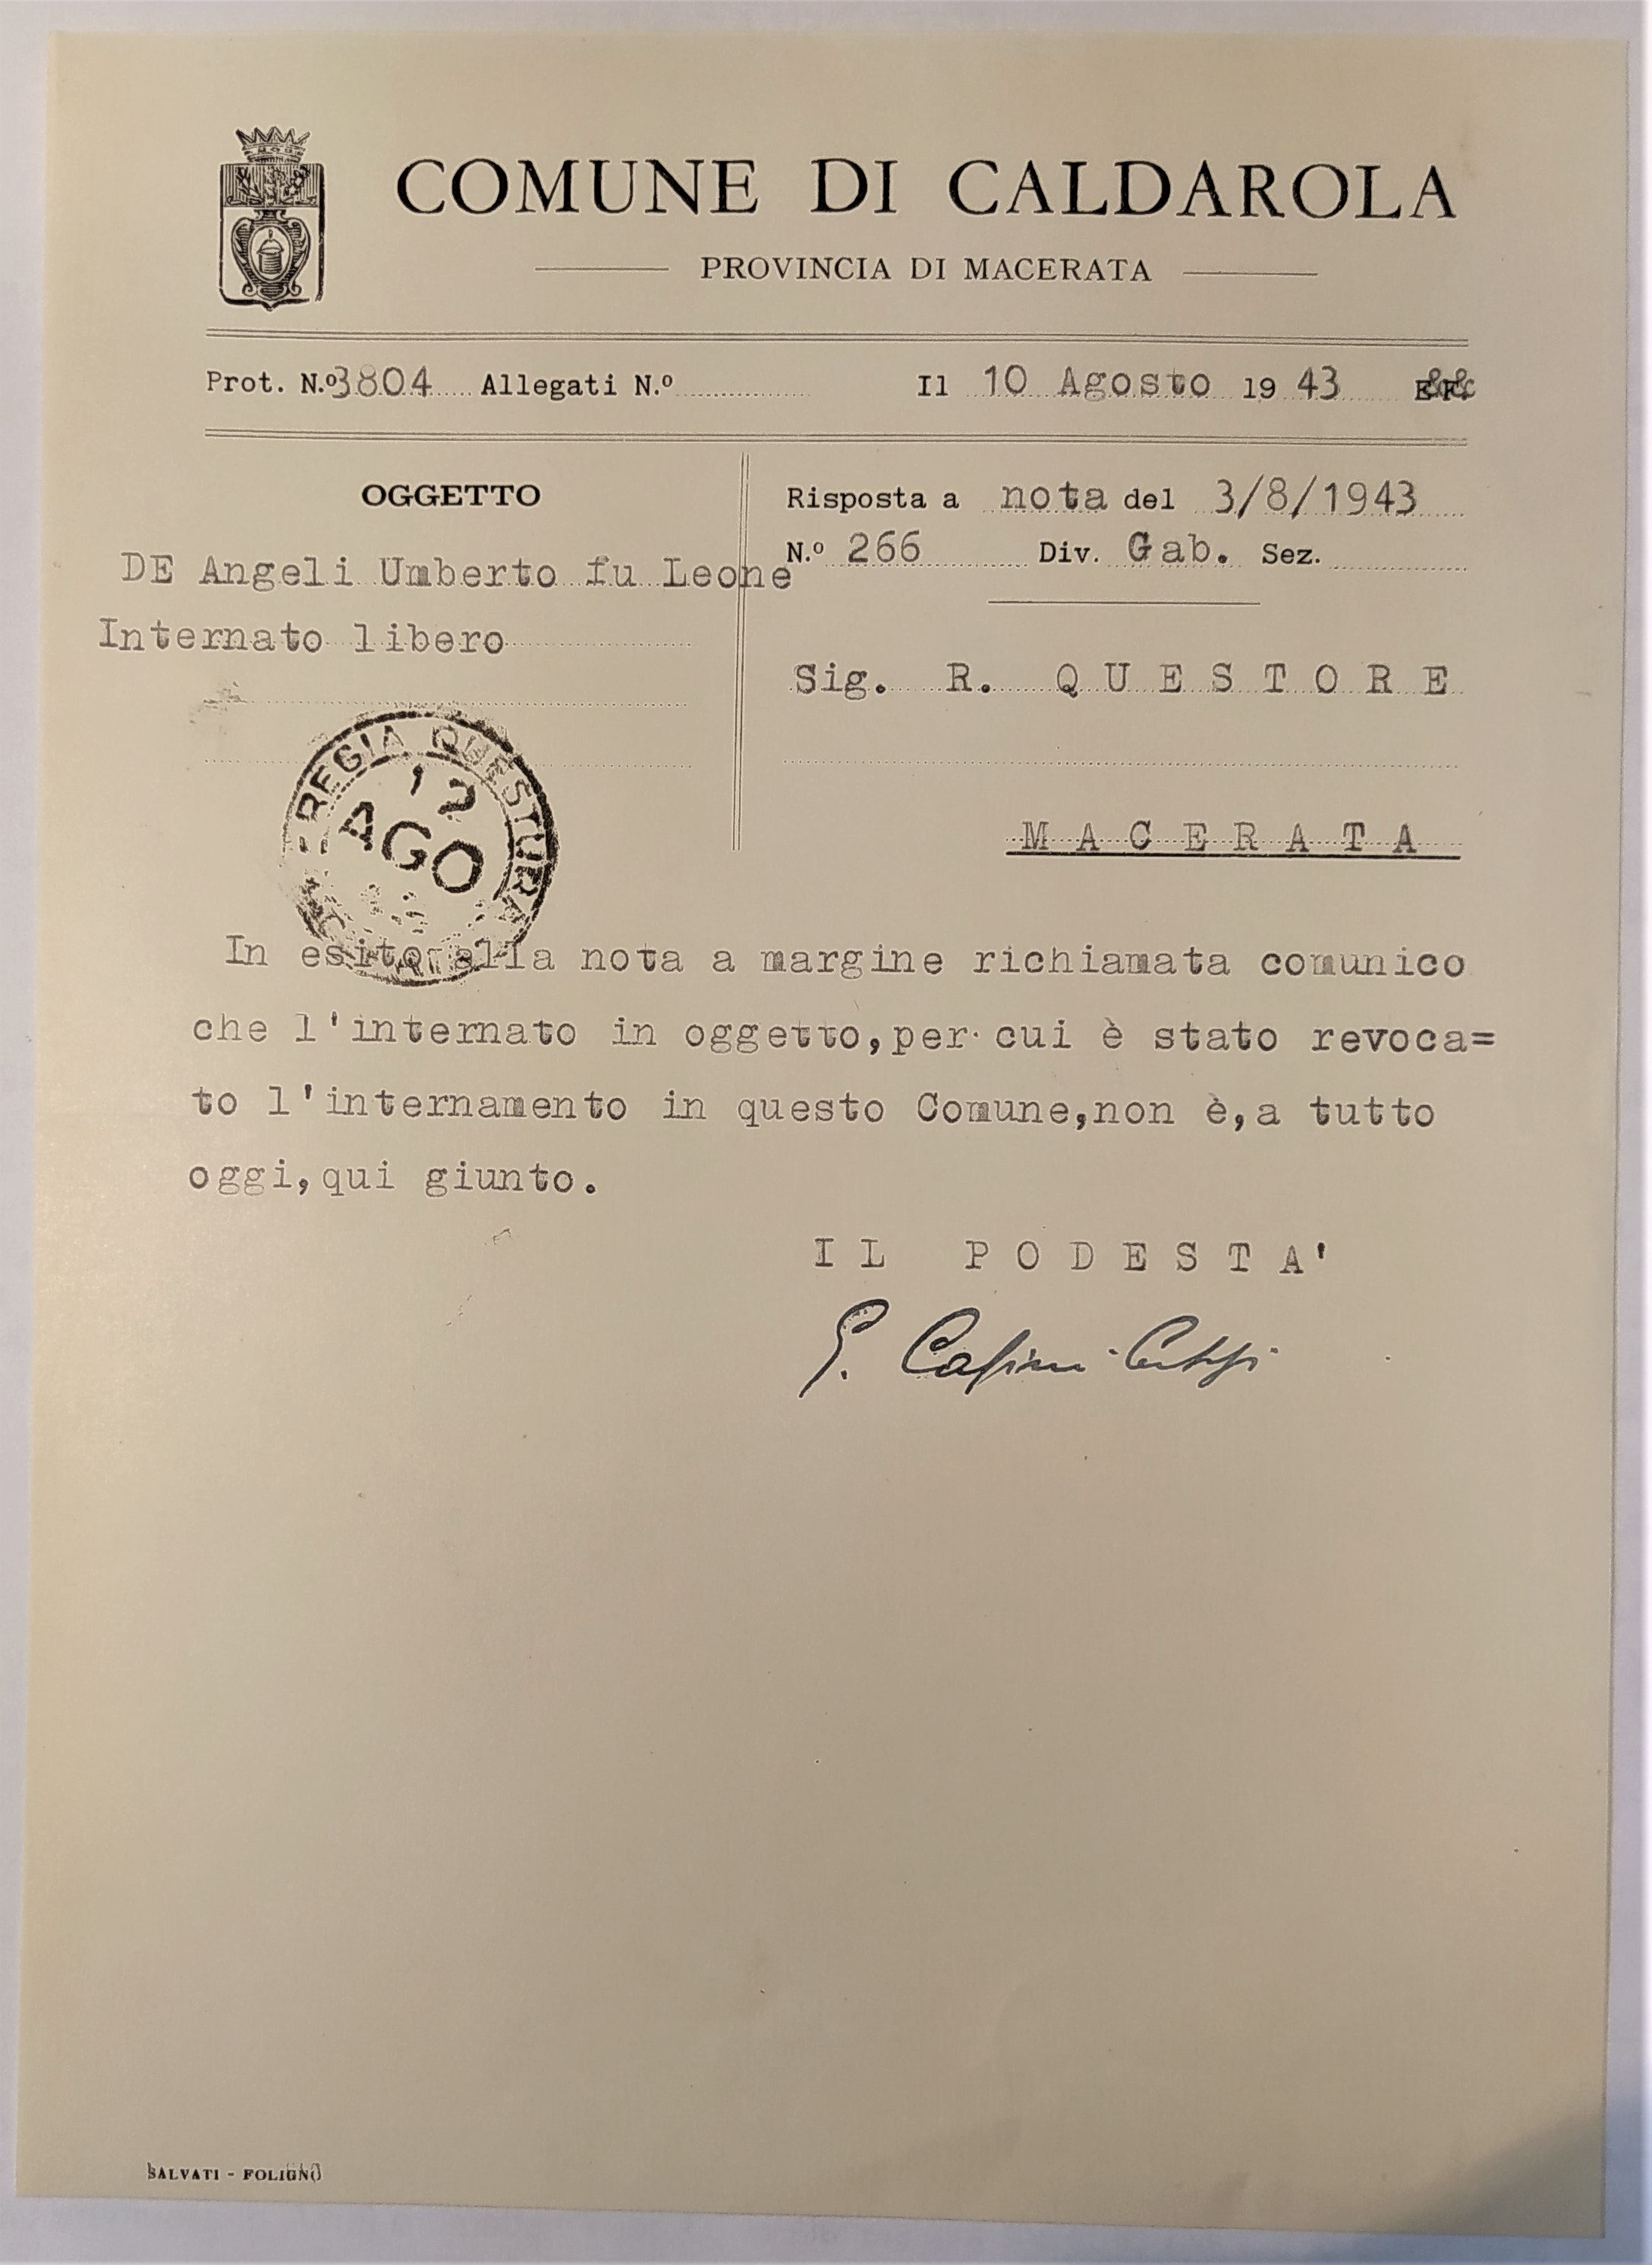 COMUNE DI CALDAROLA
PROVINCIA DI MACERATA
Prot. N.º 3804 Allegati N.º Il 10 Agosto 1943
OGGETTO
DE Angeli Umberto fu Leone
Internato libero
Risposta a nota del 3/8/1943
N.º 266 Div. Gab. Sez.
Sig. R. QUESTORE
MACERATA
REGIA QUESTURA
12
AGO
In esito alla nota a margine richiamata comunico
che l'internato in oggetto, per cui è stato revoca=
to l'internamento in questo Comune, non è, a tutto
oggi, qui giunto.
IL PODESTA'
SALVATI - FOLIGNO